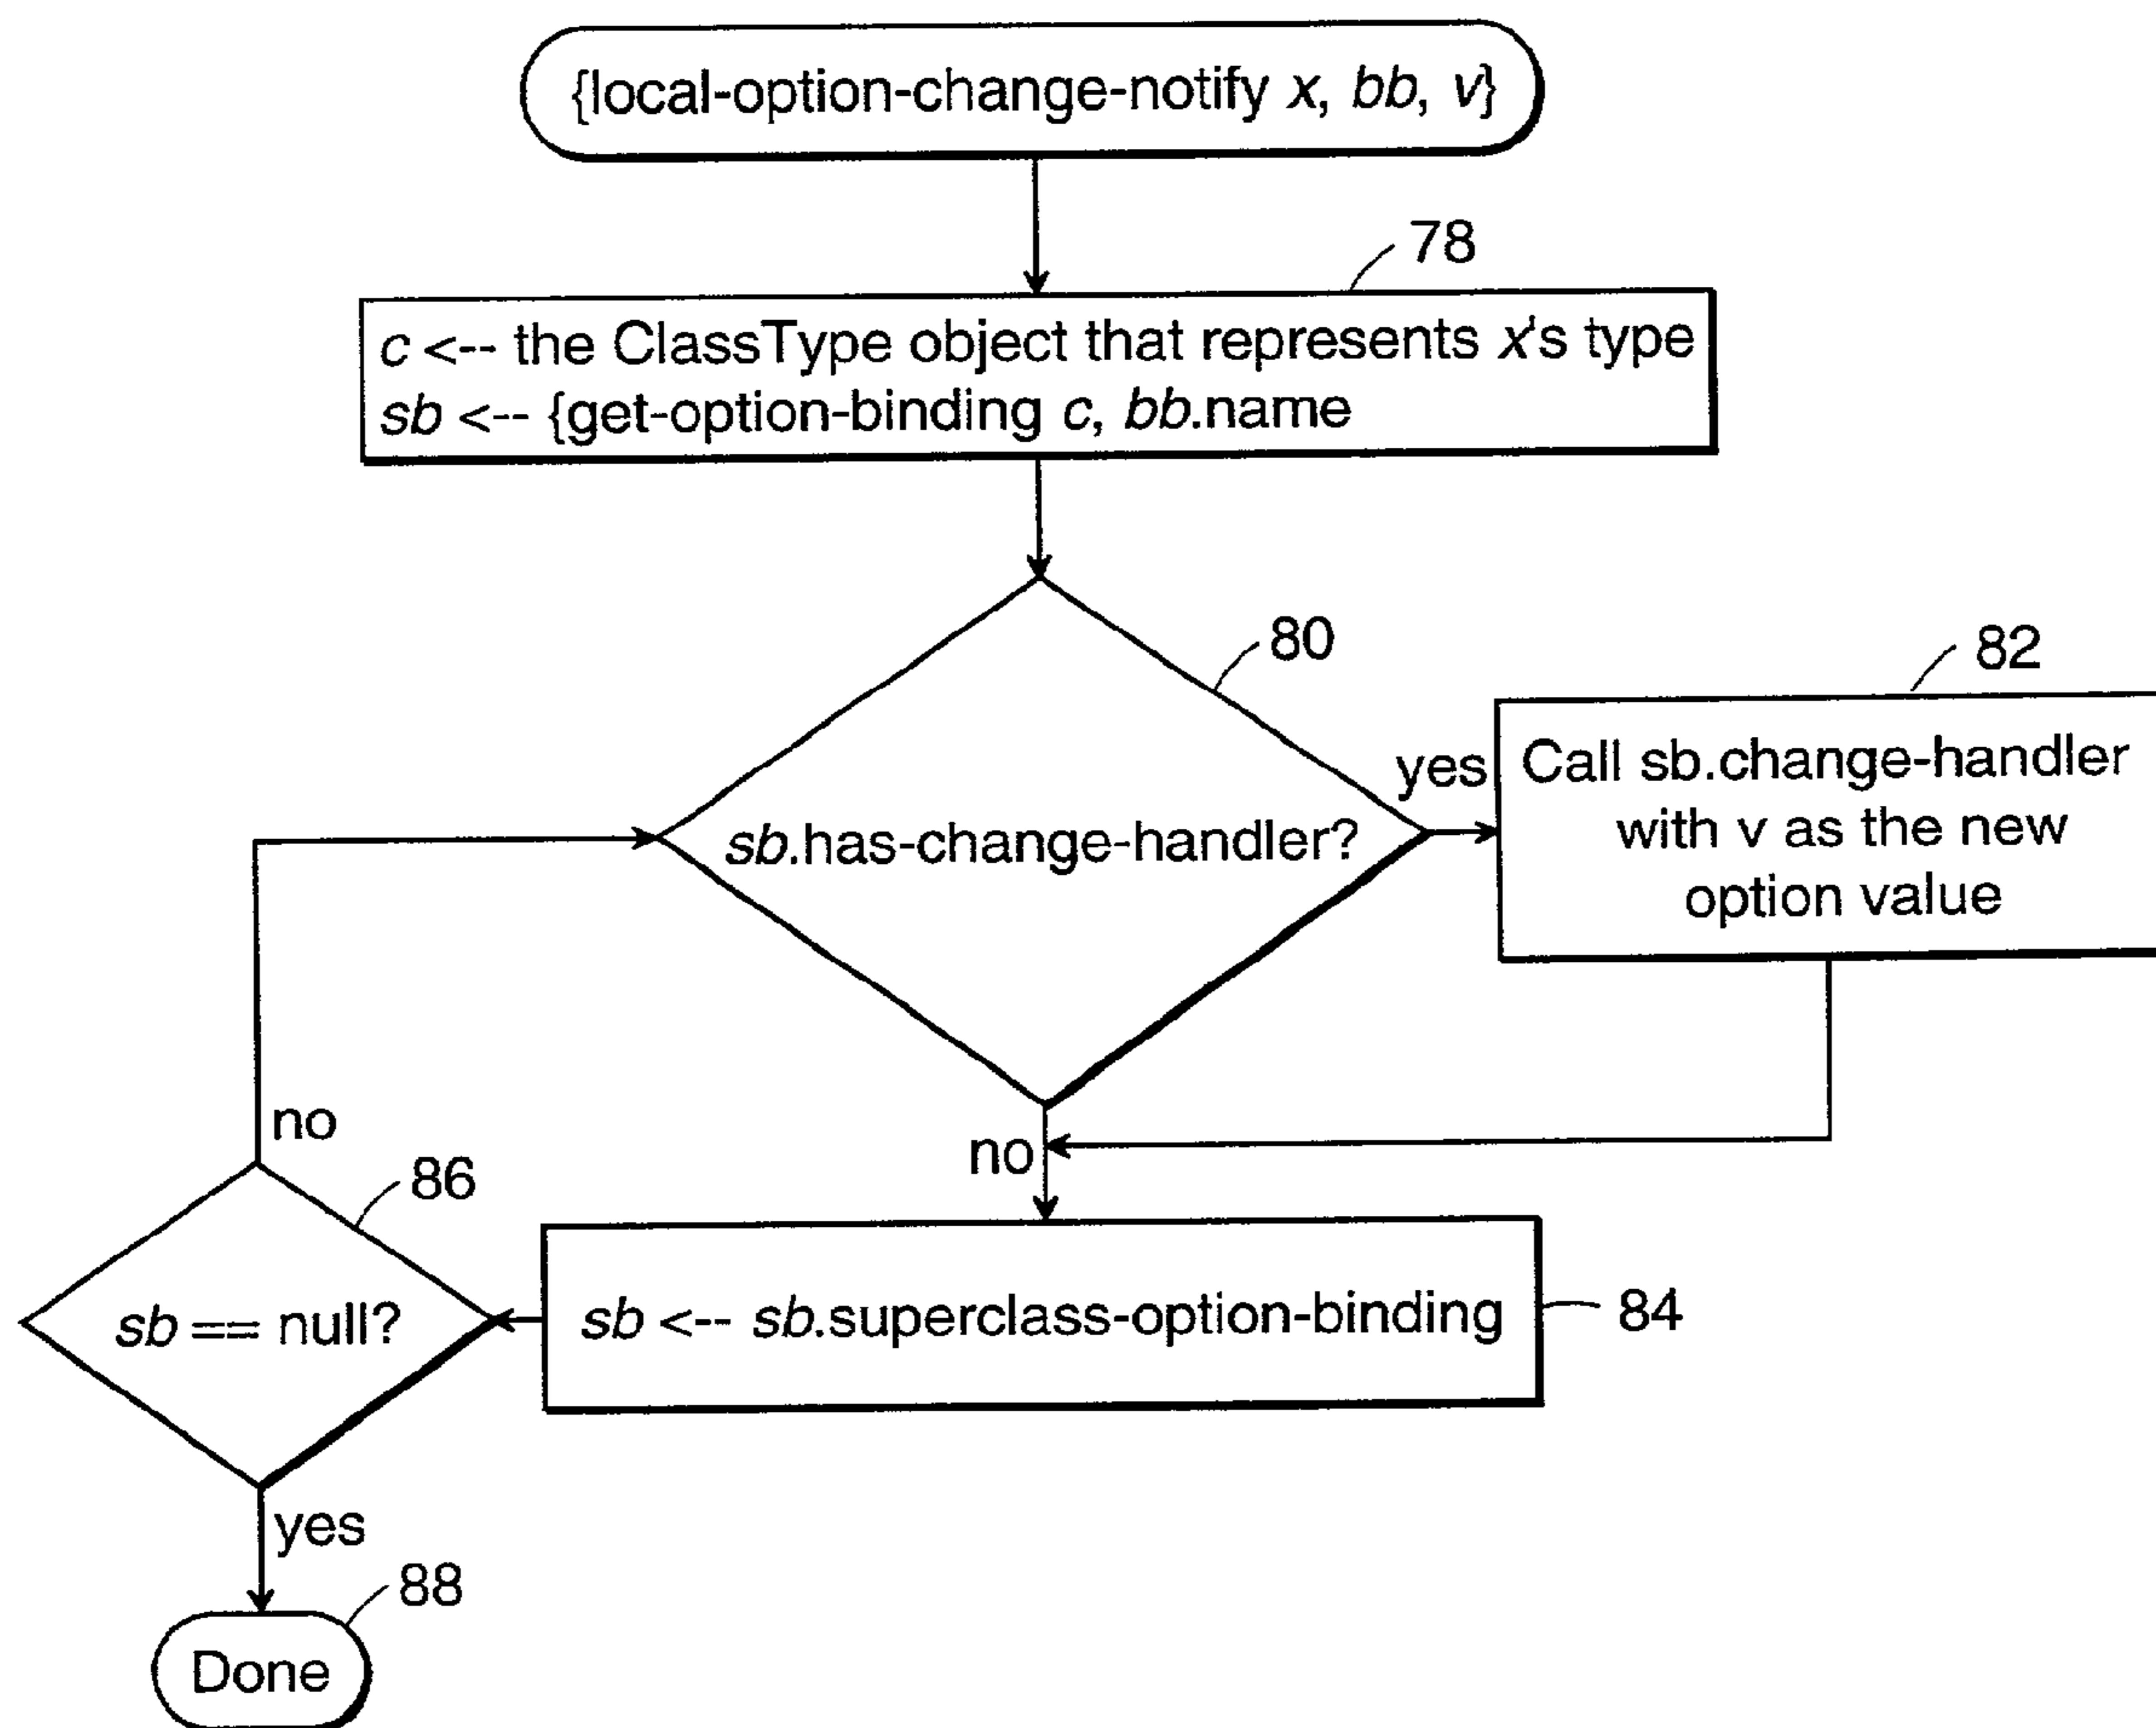 {local-option-change-notify x, bb, v}
78
c <-- the ClassType object that represents x's type
sb <-- {get-option-binding c, bb.name
80
82
sb.has-change-handler?
yes
Call sb.change-handler
with v as the new
option value
no
no
86
sb == null?
sb <-- sb.superclass-option-binding
84
yes
88
Done